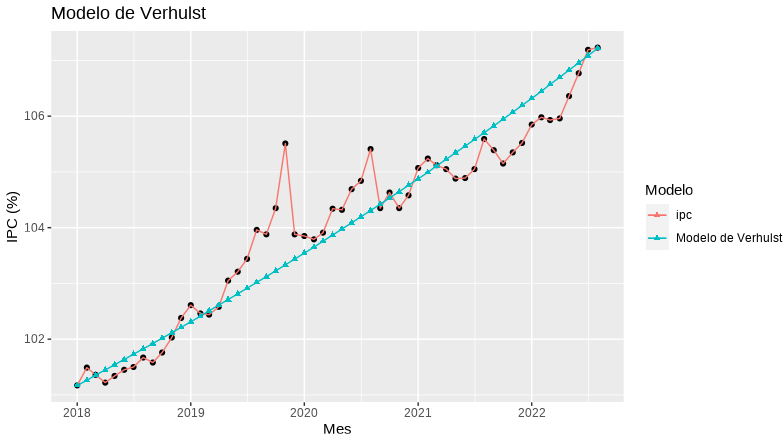 Modelo de Verhulst
IPC (%)
106
104
102
2018
2019
2020
2021
2022
Mes
Modelo
ipc
Modelo de Verhulst